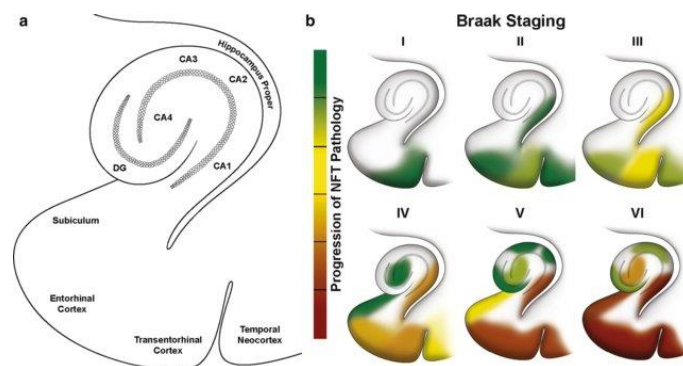 a
Hippocampus Proper
CA3
CA2
CA4
DG
CA1
Subiculum
Entorhinal
Cortex
Transentorhinal
Cortex
Temporal
Neocortex
b
Braak Staging
Progression of NFT Pathology
I
II
III
IV
V
VI